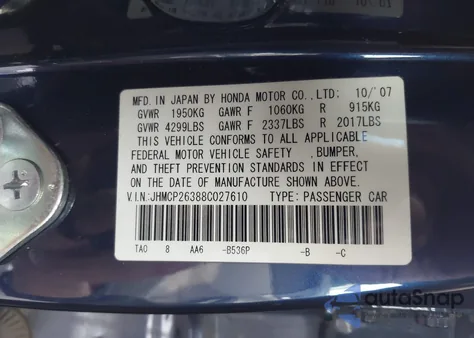 MFD. IN JAPAN BY HONDA MOTOR CO.,LTD: 10/'07
GVWR 1950KG GAWR F 1060KG R 915KG
GVWR 4299LBS GAWR F 2337LBS R 2017LBS
THIS VEHICLE CONFORMS TO ALL APPLICABLE
FEDERAL MOTOR VEHICLE SAFETY ,BUMPER,
AND THEFT PREVENTION STANDARDS IN EFFECT
ON THE DATE OF MANUFACTURE SHOWN ABOVE.
V.I.N:JHMCP26388C027610 TYPE: PASSENGER CAR
TA0 8 AA6 -B536P -B -C
autoSnap